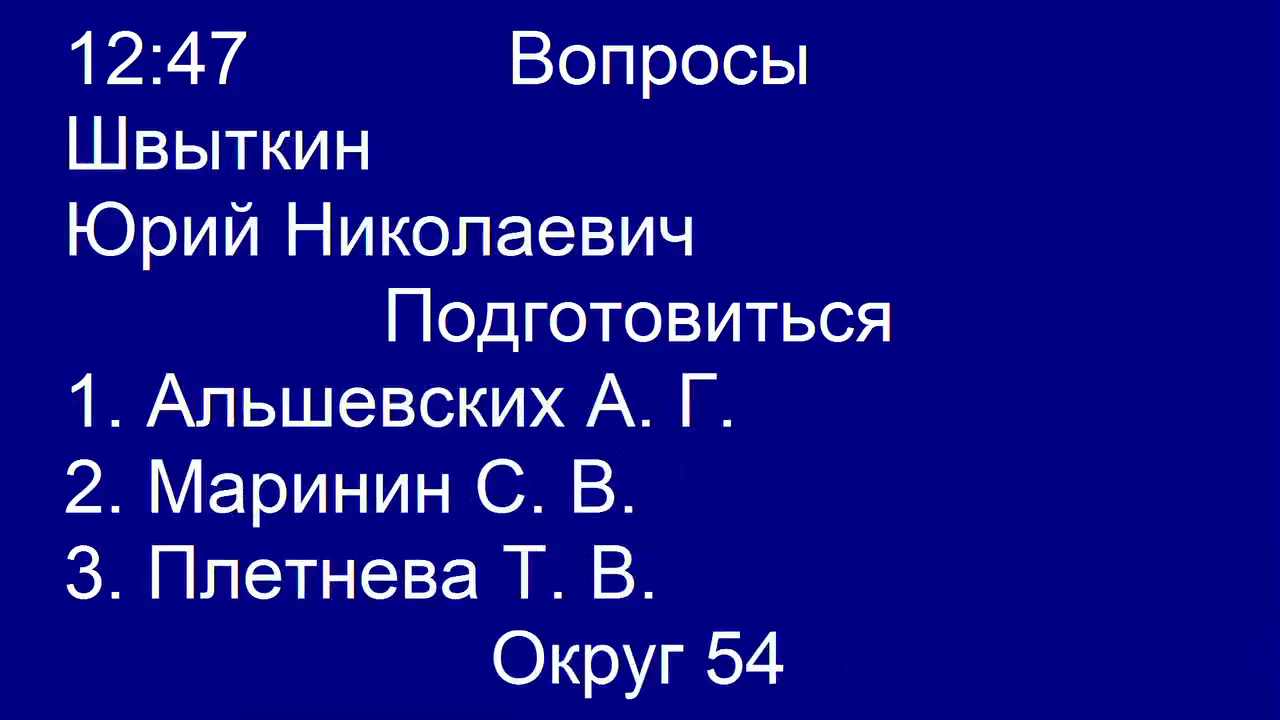 12:47 Вопросы
Швыткин
Юрий Николаевич
Подготовиться
1. Альшевских А. Г.
2. Маринин С. В.
3. Плетнева Т. В.
Округ 54